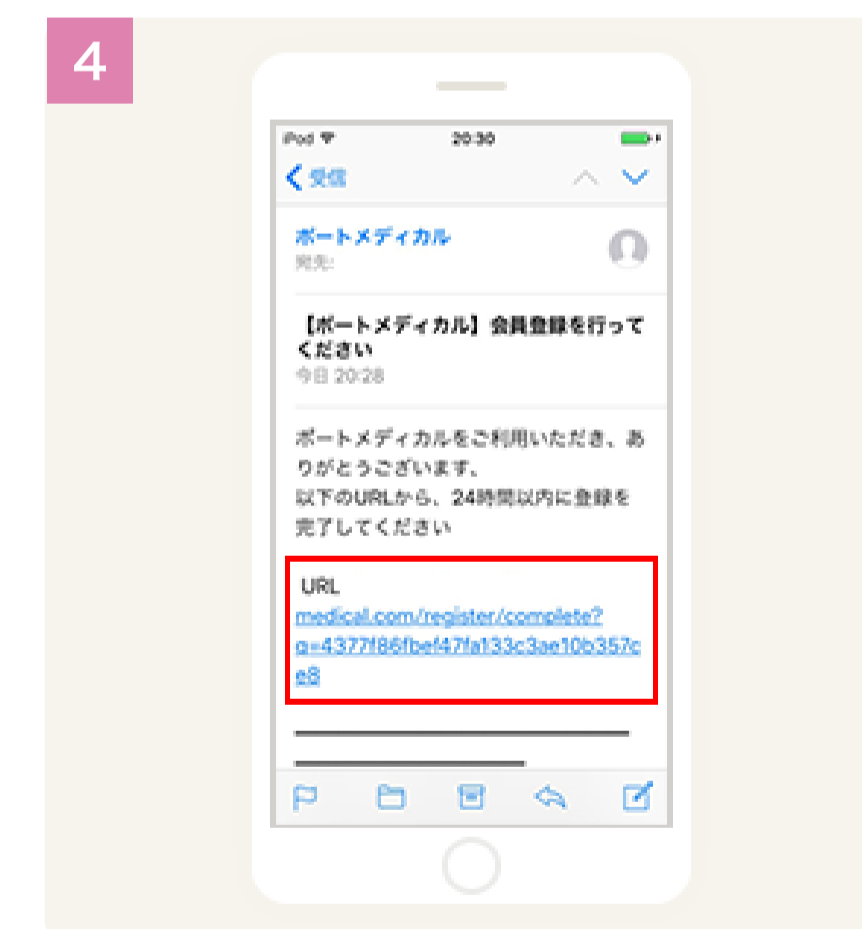 4
iPod 20:30
受信
ポートメディカル
宛先:
【ポートメディカル】会員登録を行って
ください
今日 20:28
ポートメディカルをご利用いただき、あ
りがとうございます。
以下のURLから、24時間以内に登録を
完了してください
URL
medical.com/register/complete?
q=4377f86fbef47fa133c3ae10b357c
e8